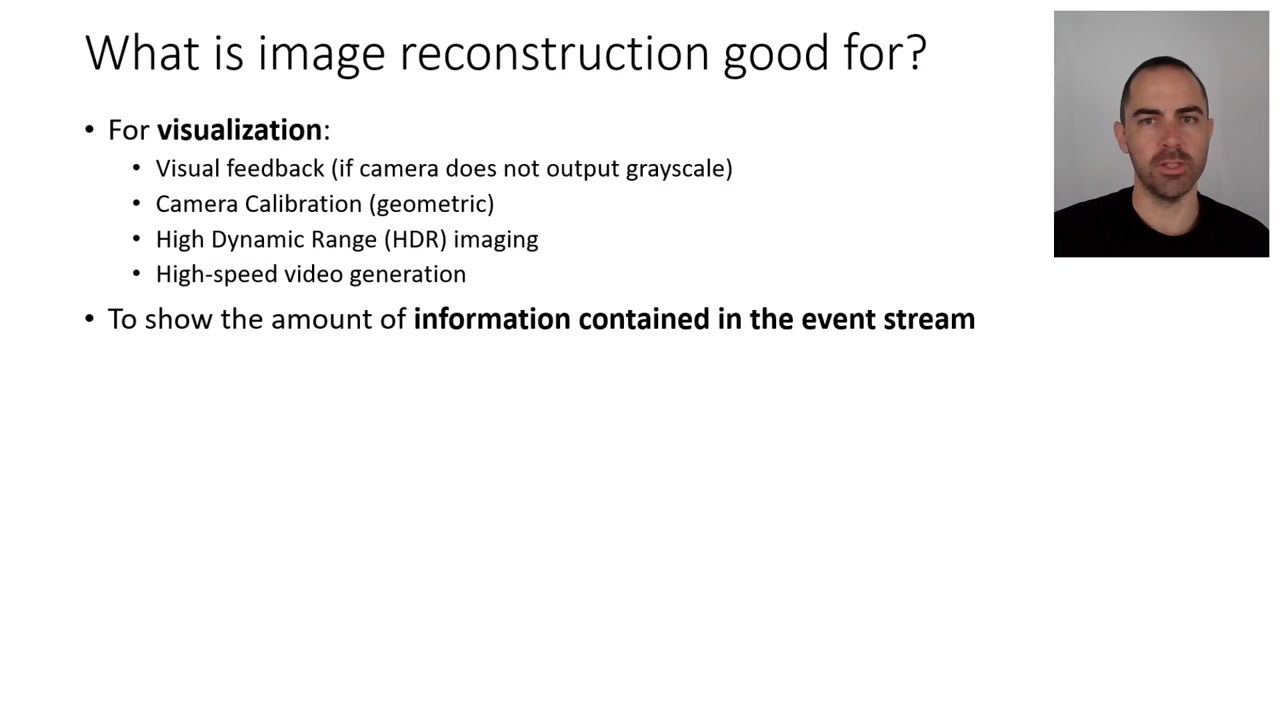 What is image reconstruction good for?
• For visualization:
• Visual feedback (if camera does not output grayscale)
• Camera Calibration (geometric)
• High Dynamic Range (HDR) imaging
• High-speed video generation
• To show the amount of information contained in the event stream